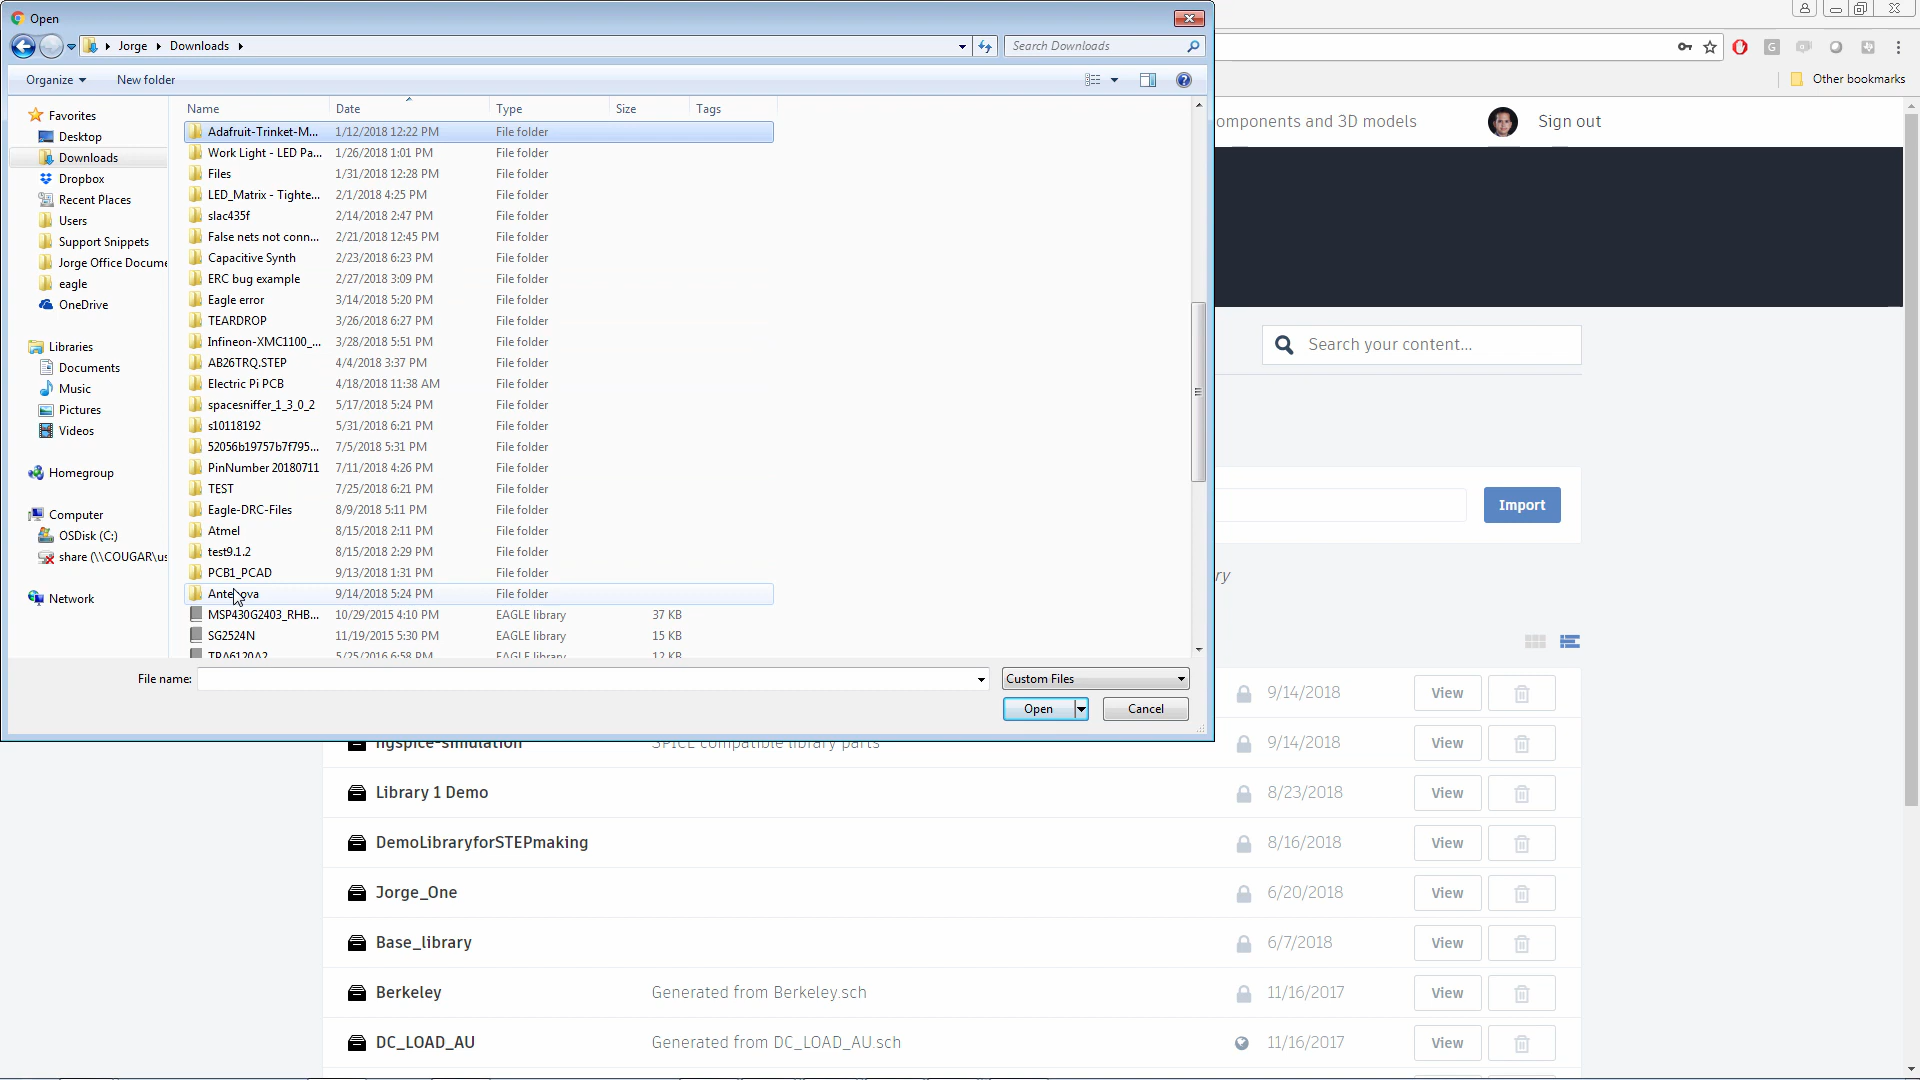 Open
Jorge Downloads
Search Downloads
Organize New folder
Other bookmarks
Name Date Type Size Tags
Adafruit-Trinket-M... 1/12/2018 12:22 PM File folder
Work Light - LED Pa... 1/26/2018 1:01 PM File folder
Files 1/31/2018 12:28 PM File folder
LED_Matrix - Tighte... 2/1/2018 4:25 PM File folder
slac435f 2/14/2018 2:47 PM File folder
False nets not conn... 2/21/2018 12:45 PM File folder
Capacitive Synth 2/23/2018 6:23 PM File folder
ERC bug example 2/27/2018 3:09 PM File folder
Eagle error 3/14/2018 5:20 PM File folder
TEARDROP 3/26/2018 6:27 PM File folder
Infineon-XMC1100_... 3/28/2018 5:51 PM File folder
AB26TRQ.STEP 4/4/2018 3:37 PM File folder
Electric Pi PCB 4/18/2018 11:38 AM File folder
spacesniffer_1_3_0_2 5/17/2018 5:24 PM File folder
s10118192 5/31/2018 6:21 PM File folder
52056b19757b7f795... 7/5/2018 5:31 PM File folder
PinNumber 20180711 7/11/2018 4:26 PM File folder
TEST 7/25/2018 6:21 PM File folder
Eagle-DRC-Files 8/9/2018 5:11 PM File folder
Atmel 8/15/2018 2:11 PM File folder
test9.1.2 8/15/2018 2:29 PM File folder
PCB1_PCAD 9/13/2018 1:31 PM File folder
9/14/2018 5:24 PM File folder
MSP430G2403_RHB... 10/29/2015 4:10 PM EAGLE library 37 KB
SG2524N 11/19/2015 5:30 PM EAGLE library 15 KB
TPA6120A2 5/25/2016 6:58 PM EAGLE library 12 KB
Favorites
Desktop
Downloads
Dropbox
Recent Places
Users
Support Snippets
Jorge Office Docume
eagle
OneDrive
Libraries
Documents
Music
Pictures
Videos
Homegroup
Computer
OSDisk (C:)
share (\\COUGAR\us
Network
File name:
Custom Files
Open Cancel
omponents and 3D models
Sign out
Search your content...
Import
ry
9/14/2018 View
ngspice-simulation SPICE compatible library parts 9/14/2018 View
Library 1 Demo 8/23/2018 View
DemoLibraryforSTEPmaking 8/16/2018 View
Jorge_One 6/20/2018 View
Base_library 6/7/2018 View
Berkeley Generated from Berkeley.sch 11/16/2017 View
DC_LOAD_AU Generated from DC_LOAD_AU.sch 11/16/2017 View